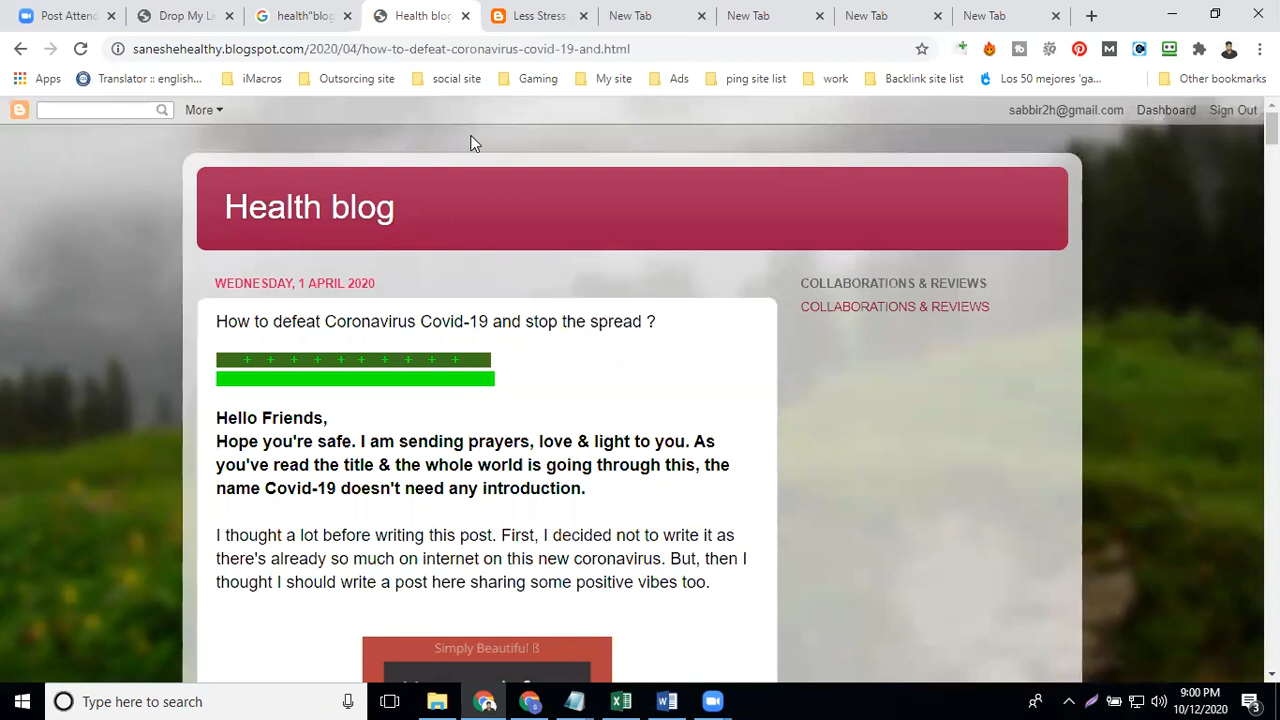 Post Attend
Drop My Li
health"blog
Health blog
Less Stress
New Tab
New Tab
New Tab
New Tab
saneshehealthy.blogspot.com/2020/04/how-to-defeat-coronavirus-covid-19-and.html
Apps
Translator :: english...
iMacros
Outsorcing site
social site
Gaming
My site
Ads
ping site list
work
Backlink site list
Los 50 mejores 'ga...
Other bookmarks
More
sabbir2h@gmail.com
Dashboard
Sign Out
Health blog
WEDNESDAY, 1 APRIL 2020
How to defeat Coronavirus Covid-19 and stop the spread ?
+ + + + + + + + + +
Hello Friends,
Hope you're safe. I am sending prayers, love & light to you. As
you've read the title & the whole world is going through this, the
name Covid-19 doesn't need any introduction.
I thought a lot before writing this post. First, I decided not to write it as
there's already so much on internet on this new coronavirus. But, then I
thought I should write a post here sharing some positive vibes too.
Simply Beautiful ß
COLLABORATIONS & REVIEWS
COLLABORATIONS & REVIEWS
Type here to search
9:00 PM
10/12/2020
3